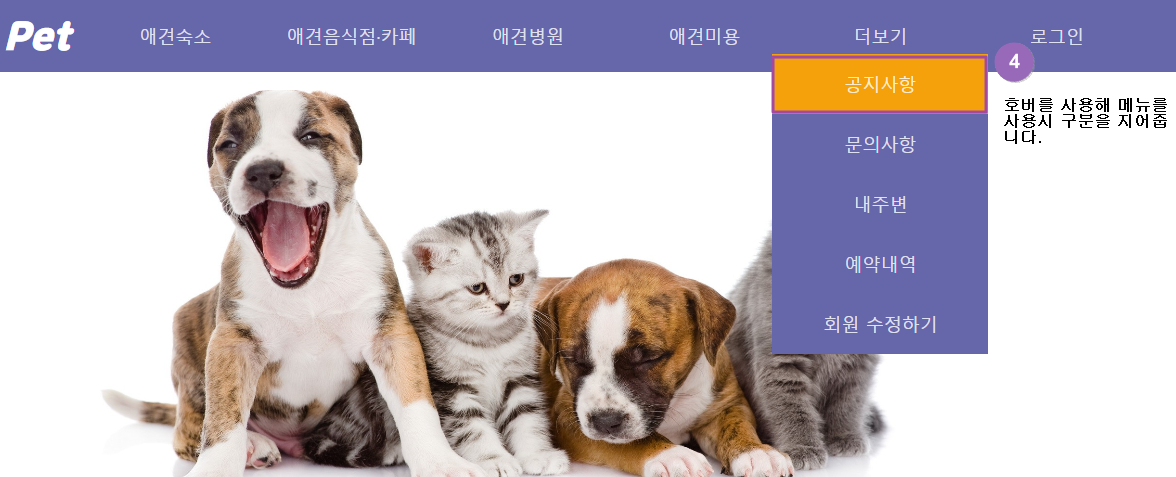 Pet 애견숙소 애견음식점·카페 애견병원 애견미용 더보기 로그인
4
공지사항
호버를 사용해 메뉴를
사용시 구분을 지어줍
니다.
문의사항
내주변
예약내역
회원 수정하기